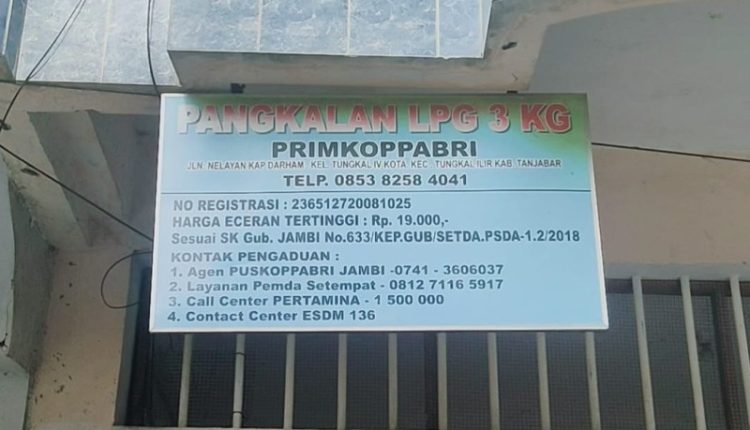 PANGKALAN LPG 3 KG
PRIMKOPPABRI
JLN. NELAYAN KAP. DARHAM KEL. TUNGKAL IV KOTA KEC. TUNGKAL ILIR KAB. TANJABAR
TELP. 0853 8258 4041
NO REGISTRASI : 236512720081025
HARGA ECERAN TERTINGGI : Rp. 19.000,-
Sesuai SK Gub. JAMBI No.633/KEP.GUB/SETDA.PSDA-1.2/2018
KONTAK PENGADUAN :
1. Agen PUSKOPPABRI JAMBI -0741 - 3606037
2. Layanan Pemda Setempat - 0812 7116 5917
3. Call Center PERTAMINA - 1 500 000
4. Contact Center ESDM 136